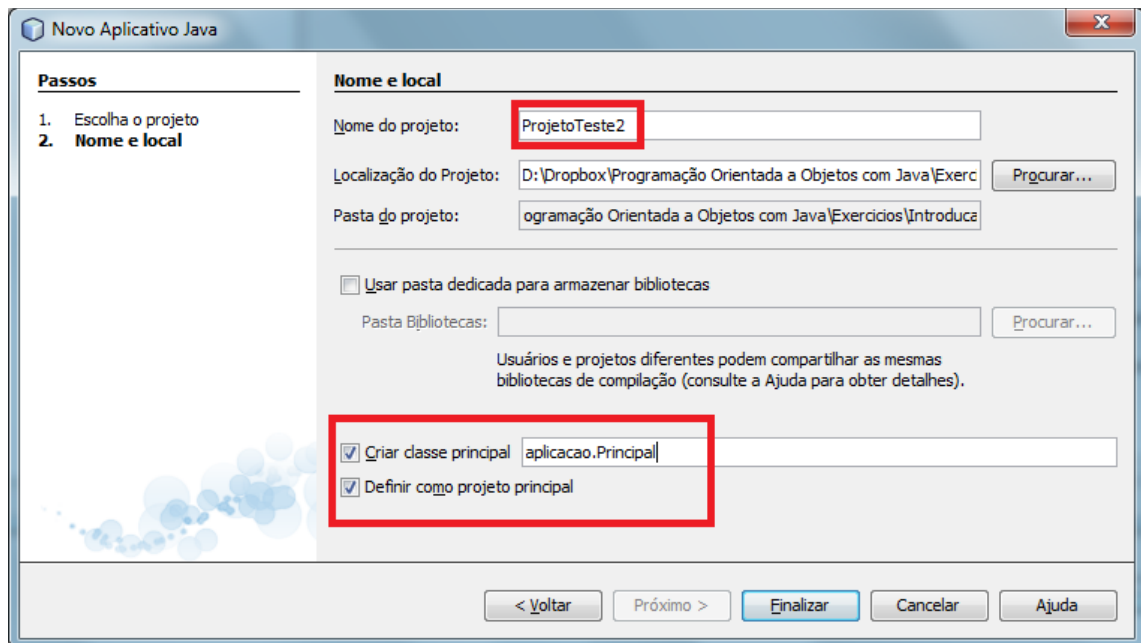 Novo Aplicativo Java
X
Passos
1. Escolha o projeto
2. Nome e local
Nome e local
Nome do projeto: ProjetoTeste2
Localização do Projeto: D:\Dropbox\Programação Orientada a Objetos com Java\Exerci Procurar...
Pasta do projeto: ogramação Orientada a Objetos com Java\Exercicios\Introduca
Usar pasta dedicada para armazenar bibliotecas
Pasta Bibliotecas: Procurar...
Usuários e projetos diferentes podem compartilhar as mesmas
bibliotecas de compilação (consulte a Ajuda para obter detalhes).
Criar classe principal aplicacao.Principal
Definir como projeto principal
< Voltar Próximo > Finalizar Cancelar Ajuda